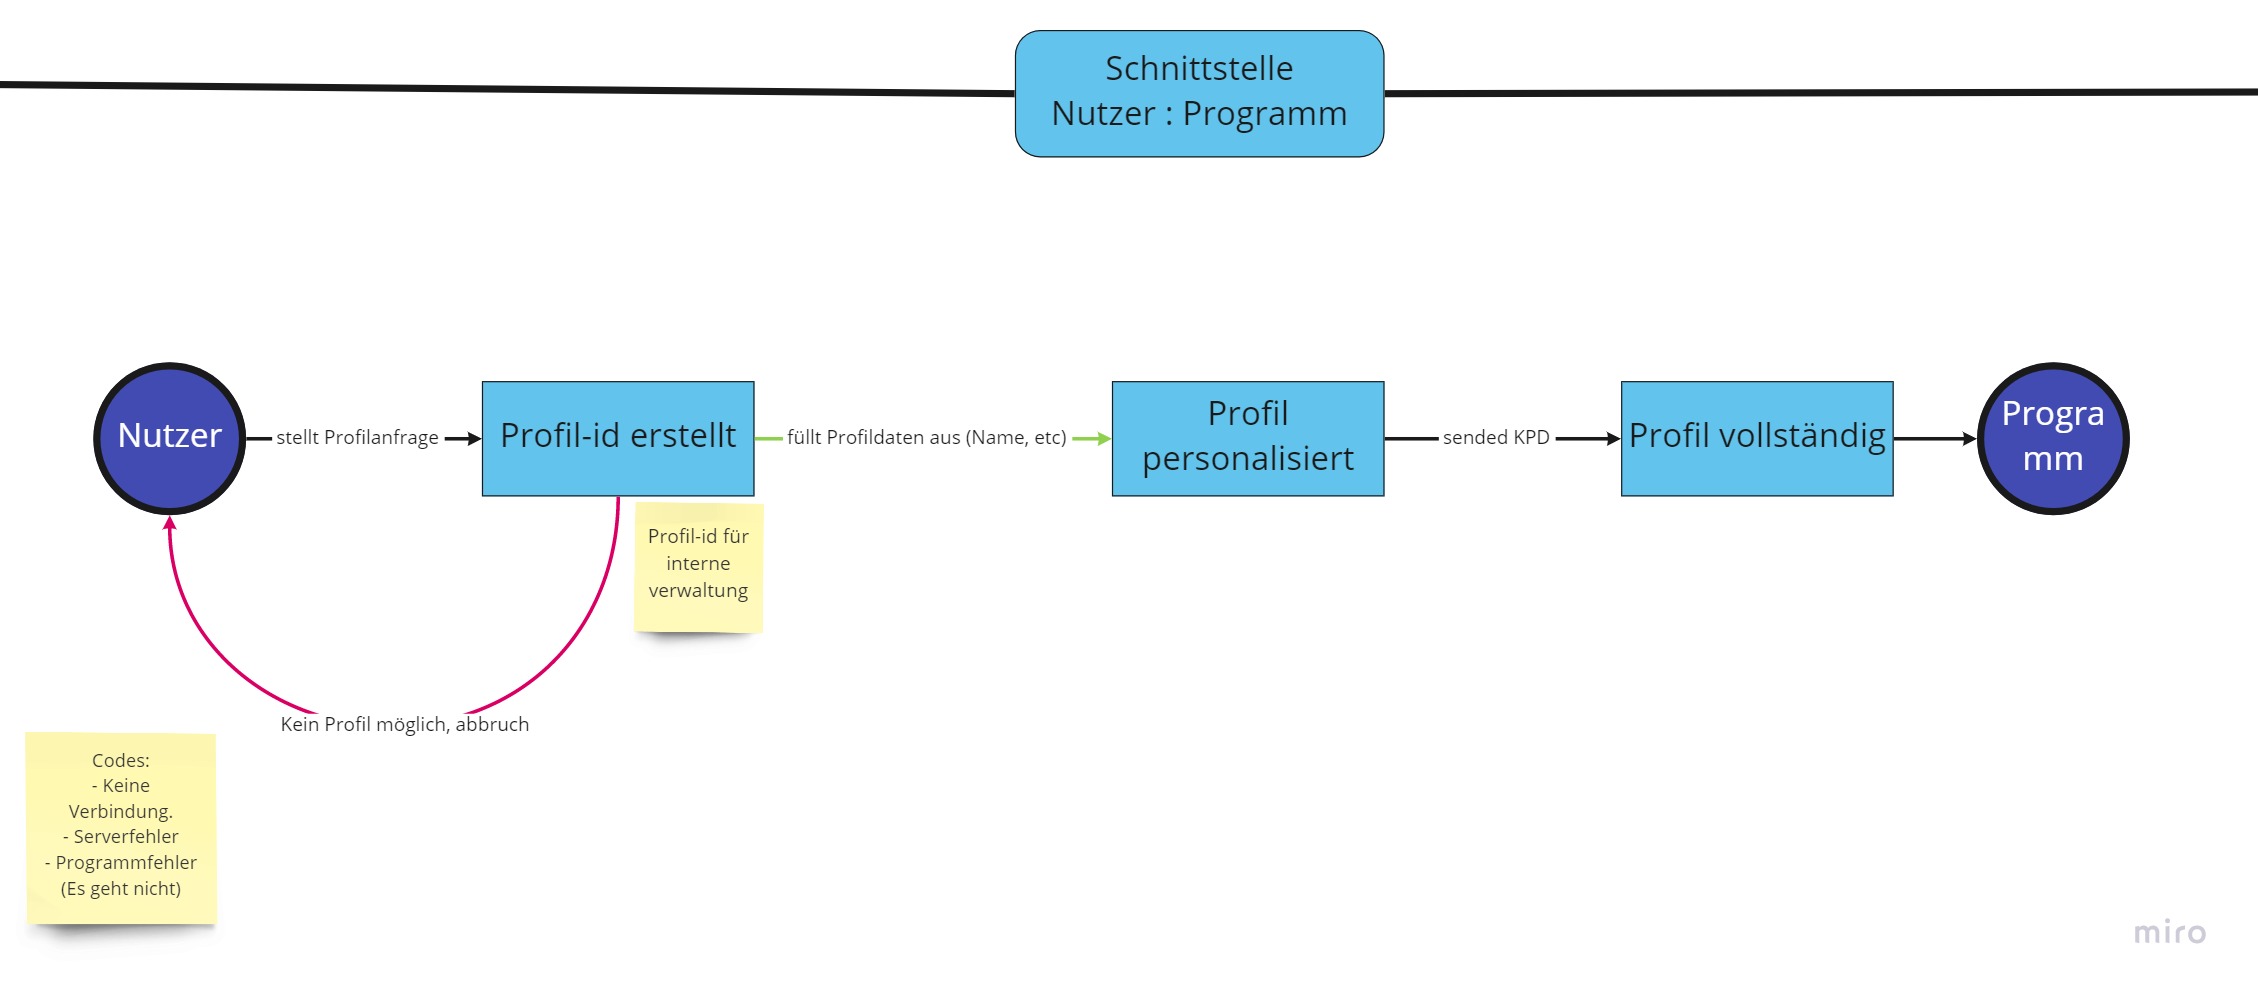 Schnittstelle
Nutzer : Programm
Nutzer
stellt Profilanfrage
Profil-id erstellt
füllt Profildaten aus (Name, etc)
Profil
personalisiert
sended KPD
Profil vollständig
Progra
mm
Profil-id für
interne
verwaltung
Kein Profil möglich, abbruch
Codes:
- Keine
Verbindung.
- Serverfehler
- Programmfehler
(Es geht nicht)
miro